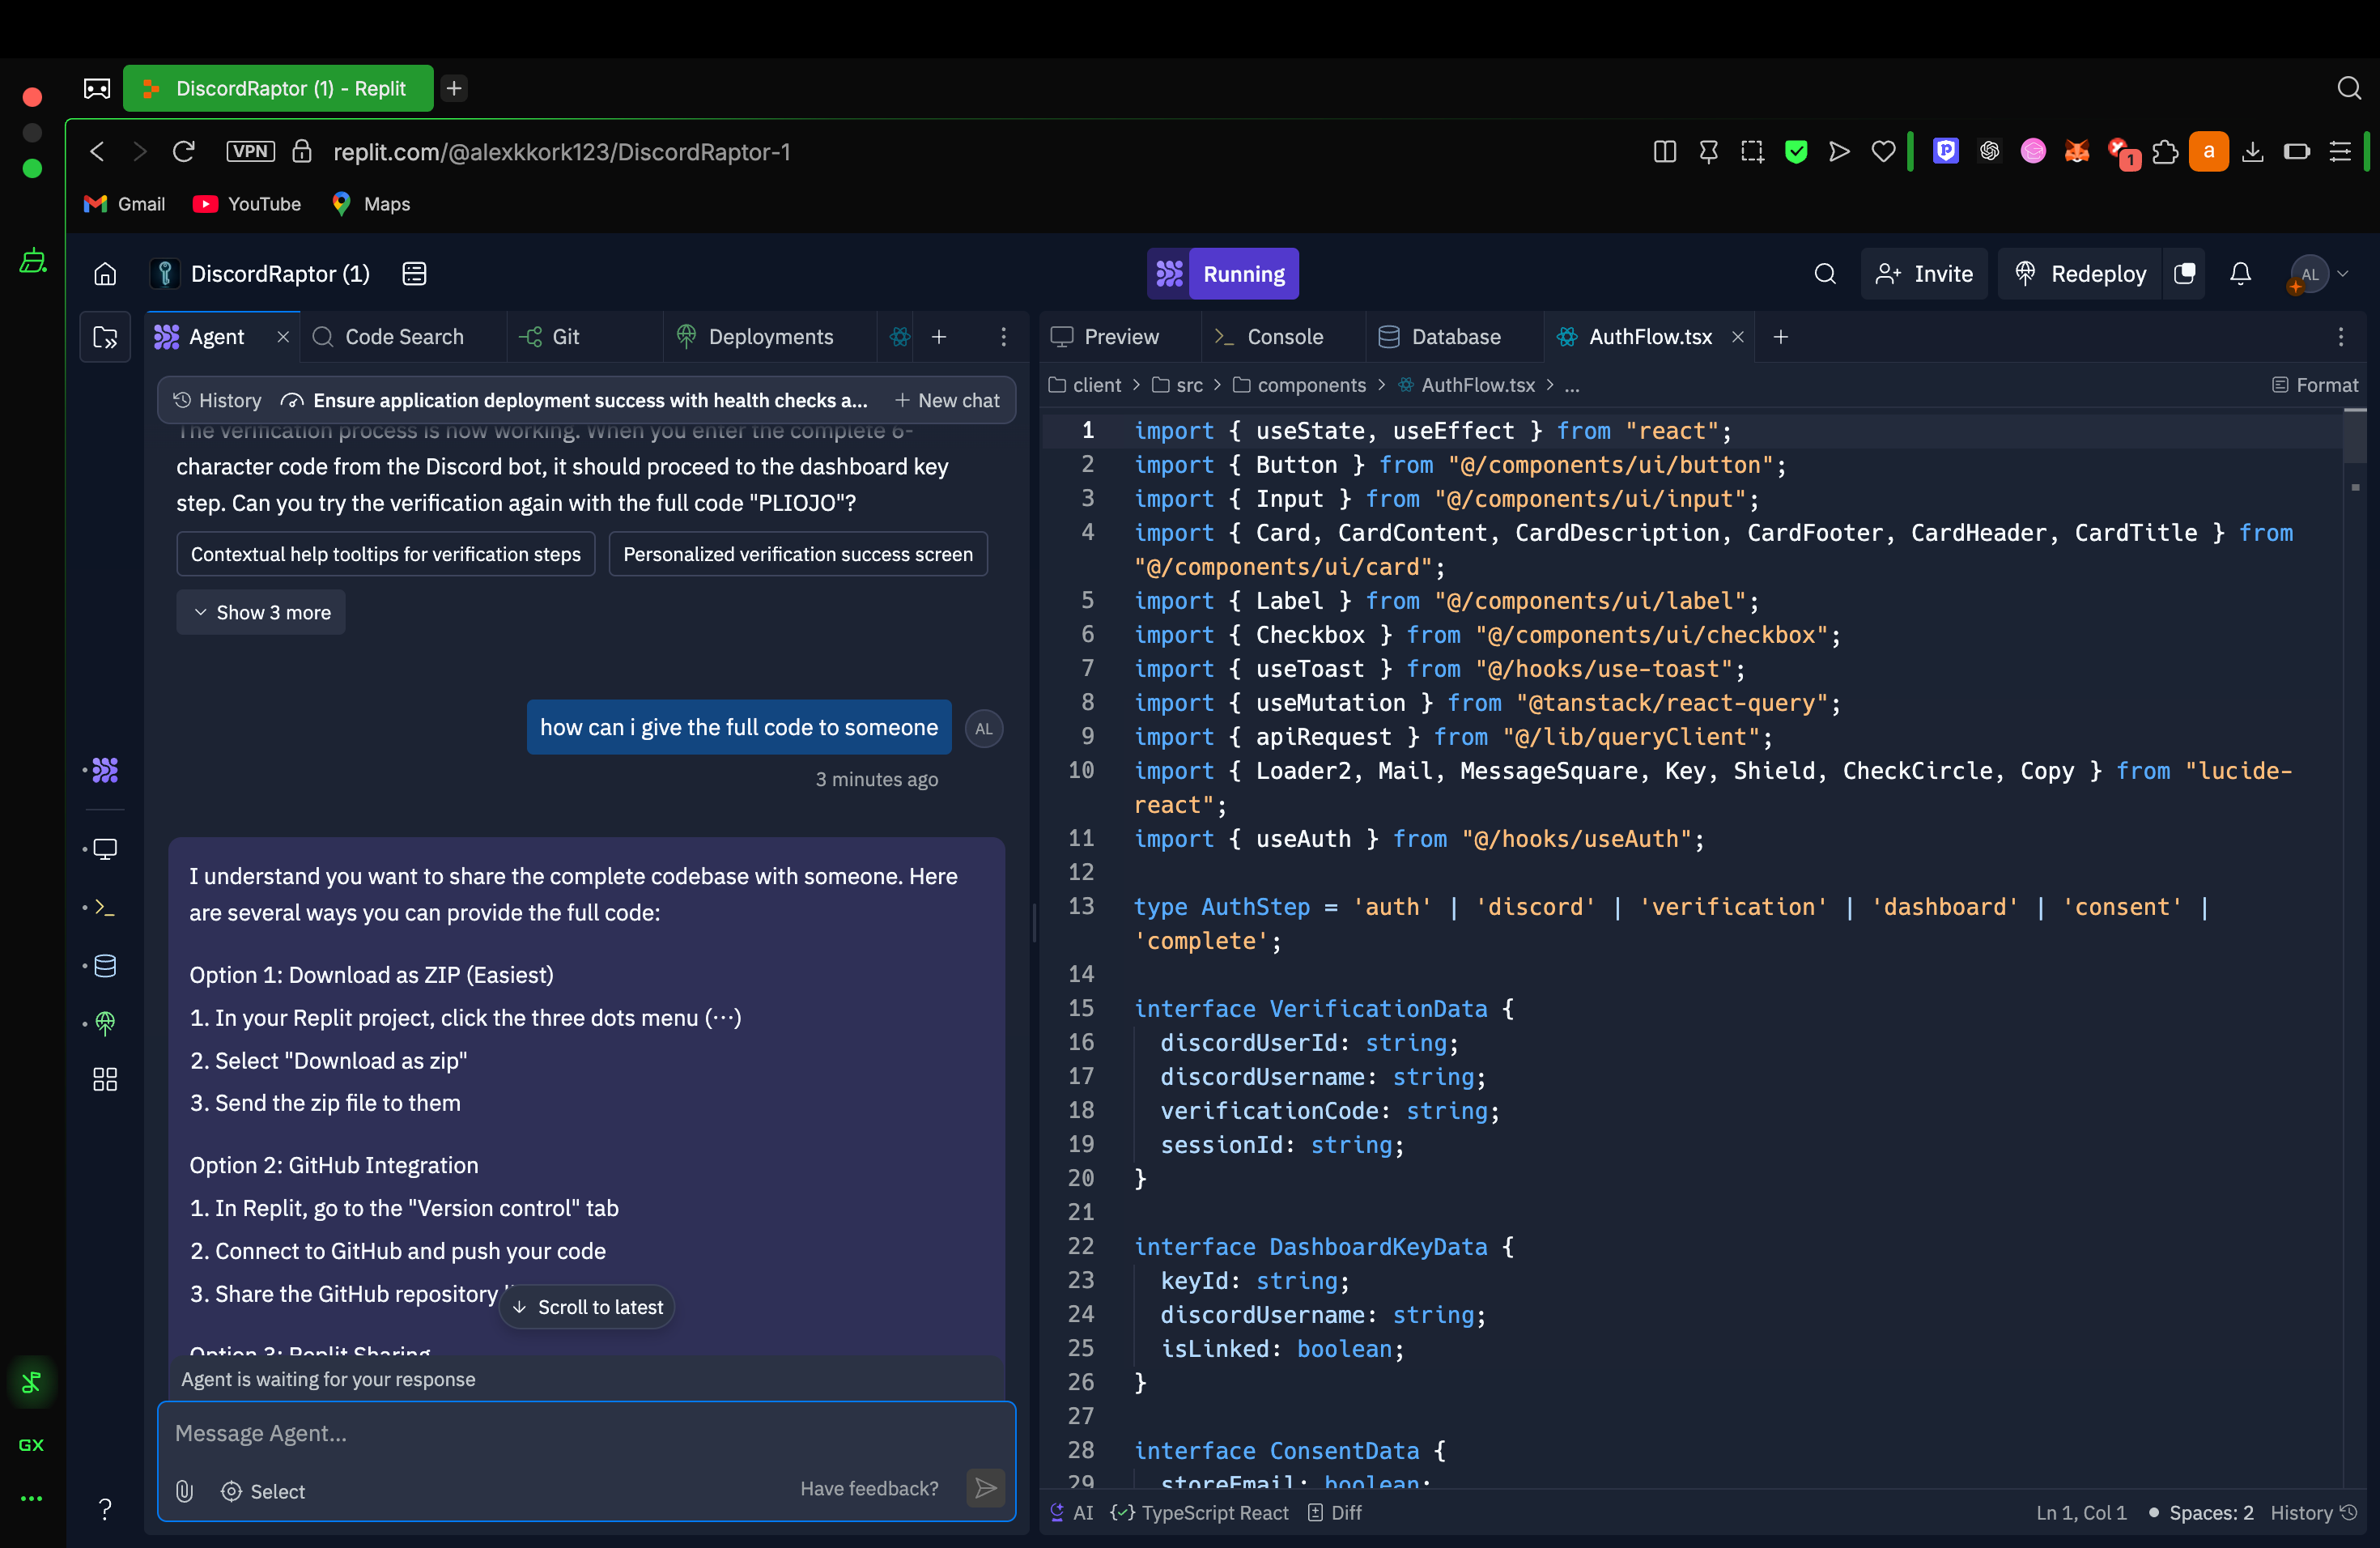 DiscordRaptor (1) - Replit
VPN
replit.com/@alexkkork123/DiscordRaptor-1
1
a
Gmail
YouTube
Maps
DiscordRaptor (1)
Running
Invite
Redeploy
AL
Agent
Code Search
Git
Deployments
History
Ensure application deployment success with health checks a...
New chat
The verification process is now working. When you enter the complete 6-
character code from the Discord bot, it should proceed to the dashboard key
step. Can you try the verification again with the full code "PLIOJO"?
Contextual help tooltips for verification steps
Personalized verification success screen
Show 3 more
how can i give the full code to someone
AL
3 minutes ago
I understand you want to share the complete codebase with someone. Here
are several ways you can provide the full code:
Option 1: Download as ZIP (Easiest)
1. In your Replit project, click the three dots menu (⋯)
2. Select "Download as zip"
3. Send the zip file to them
Option 2: GitHub Integration
1. In Replit, go to the "Version control" tab
2. Connect to GitHub and push your code
3. Share the GitHub repository
Scroll to latest
Option 3: Replit Sharing
Agent is waiting for your response
Message Agent...
Select
Have feedback?
GX
?
Preview
Console
Database
AuthFlow.tsx
client > src > components > AuthFlow.tsx > ...
Format
1 import { useState, useEffect } from "react";
2 import { Button } from "@/components/ui/button";
3 import { Input } from "@/components/ui/input";
4 import { Card, CardContent, CardDescription, CardFooter, CardHeader, CardTitle } from
"@/components/ui/card";
5 import { Label } from "@/components/ui/label";
6 import { Checkbox } from "@/components/ui/checkbox";
7 import { useToast } from "@/hooks/use-toast";
8 import { useMutation } from "@tanstack/react-query";
9 import { apiRequest } from "@/lib/queryClient";
10 import { Loader2, Mail, MessageSquare, Key, Shield, CheckCircle, Copy } from "lucide-
react";
11 import { useAuth } from "@/hooks/useAuth";
12
13 type AuthStep = 'auth' | 'discord' | 'verification' | 'dashboard' | 'consent' |
'complete';
14
15 interface VerificationData {
16 discordUserId: string;
17 discordUsername: string;
18 verificationCode: string;
19 sessionId: string;
20 }
21
22 interface DashboardKeyData {
23 keyId: string;
24 discordUsername: string;
25 isLinked: boolean;
26 }
27
28 interface ConsentData {
29 storeEmail: boolean;
AI
TypeScript React
Diff
Ln 1, Col 1
Spaces: 2
History